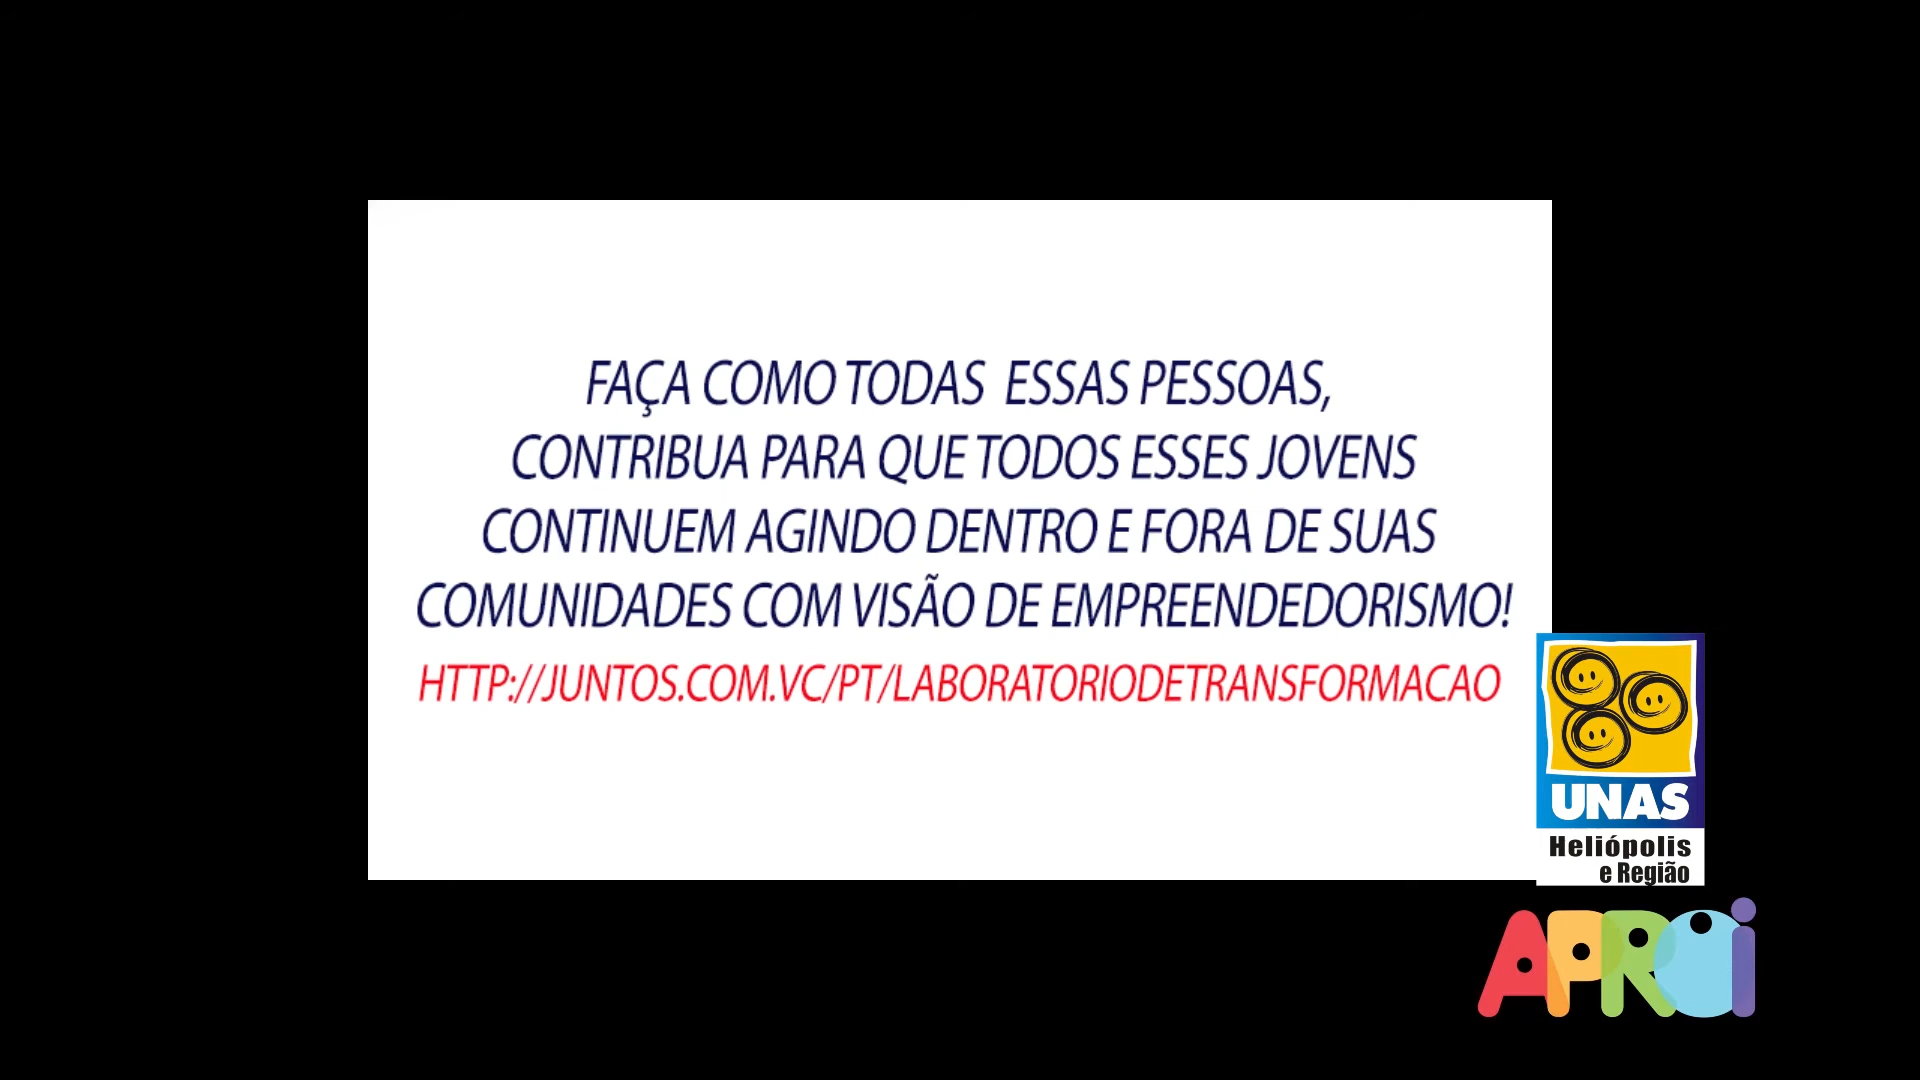 FAÇA COMO TODAS ESSAS PESSOAS,
CONTRIBUA PARA QUE TODOS ESSES JOVENS
CONTINUEM AGINDO DENTRO E FORA DE SUAS
COMUNIDADES COM VISÃO DE EMPREENDEDORISMO!
HTTP://JUNTOS.COM.VC/PT/LABORATORIODETRANSFORMACAO
UNAS
Heliópolis
e Região
APROi